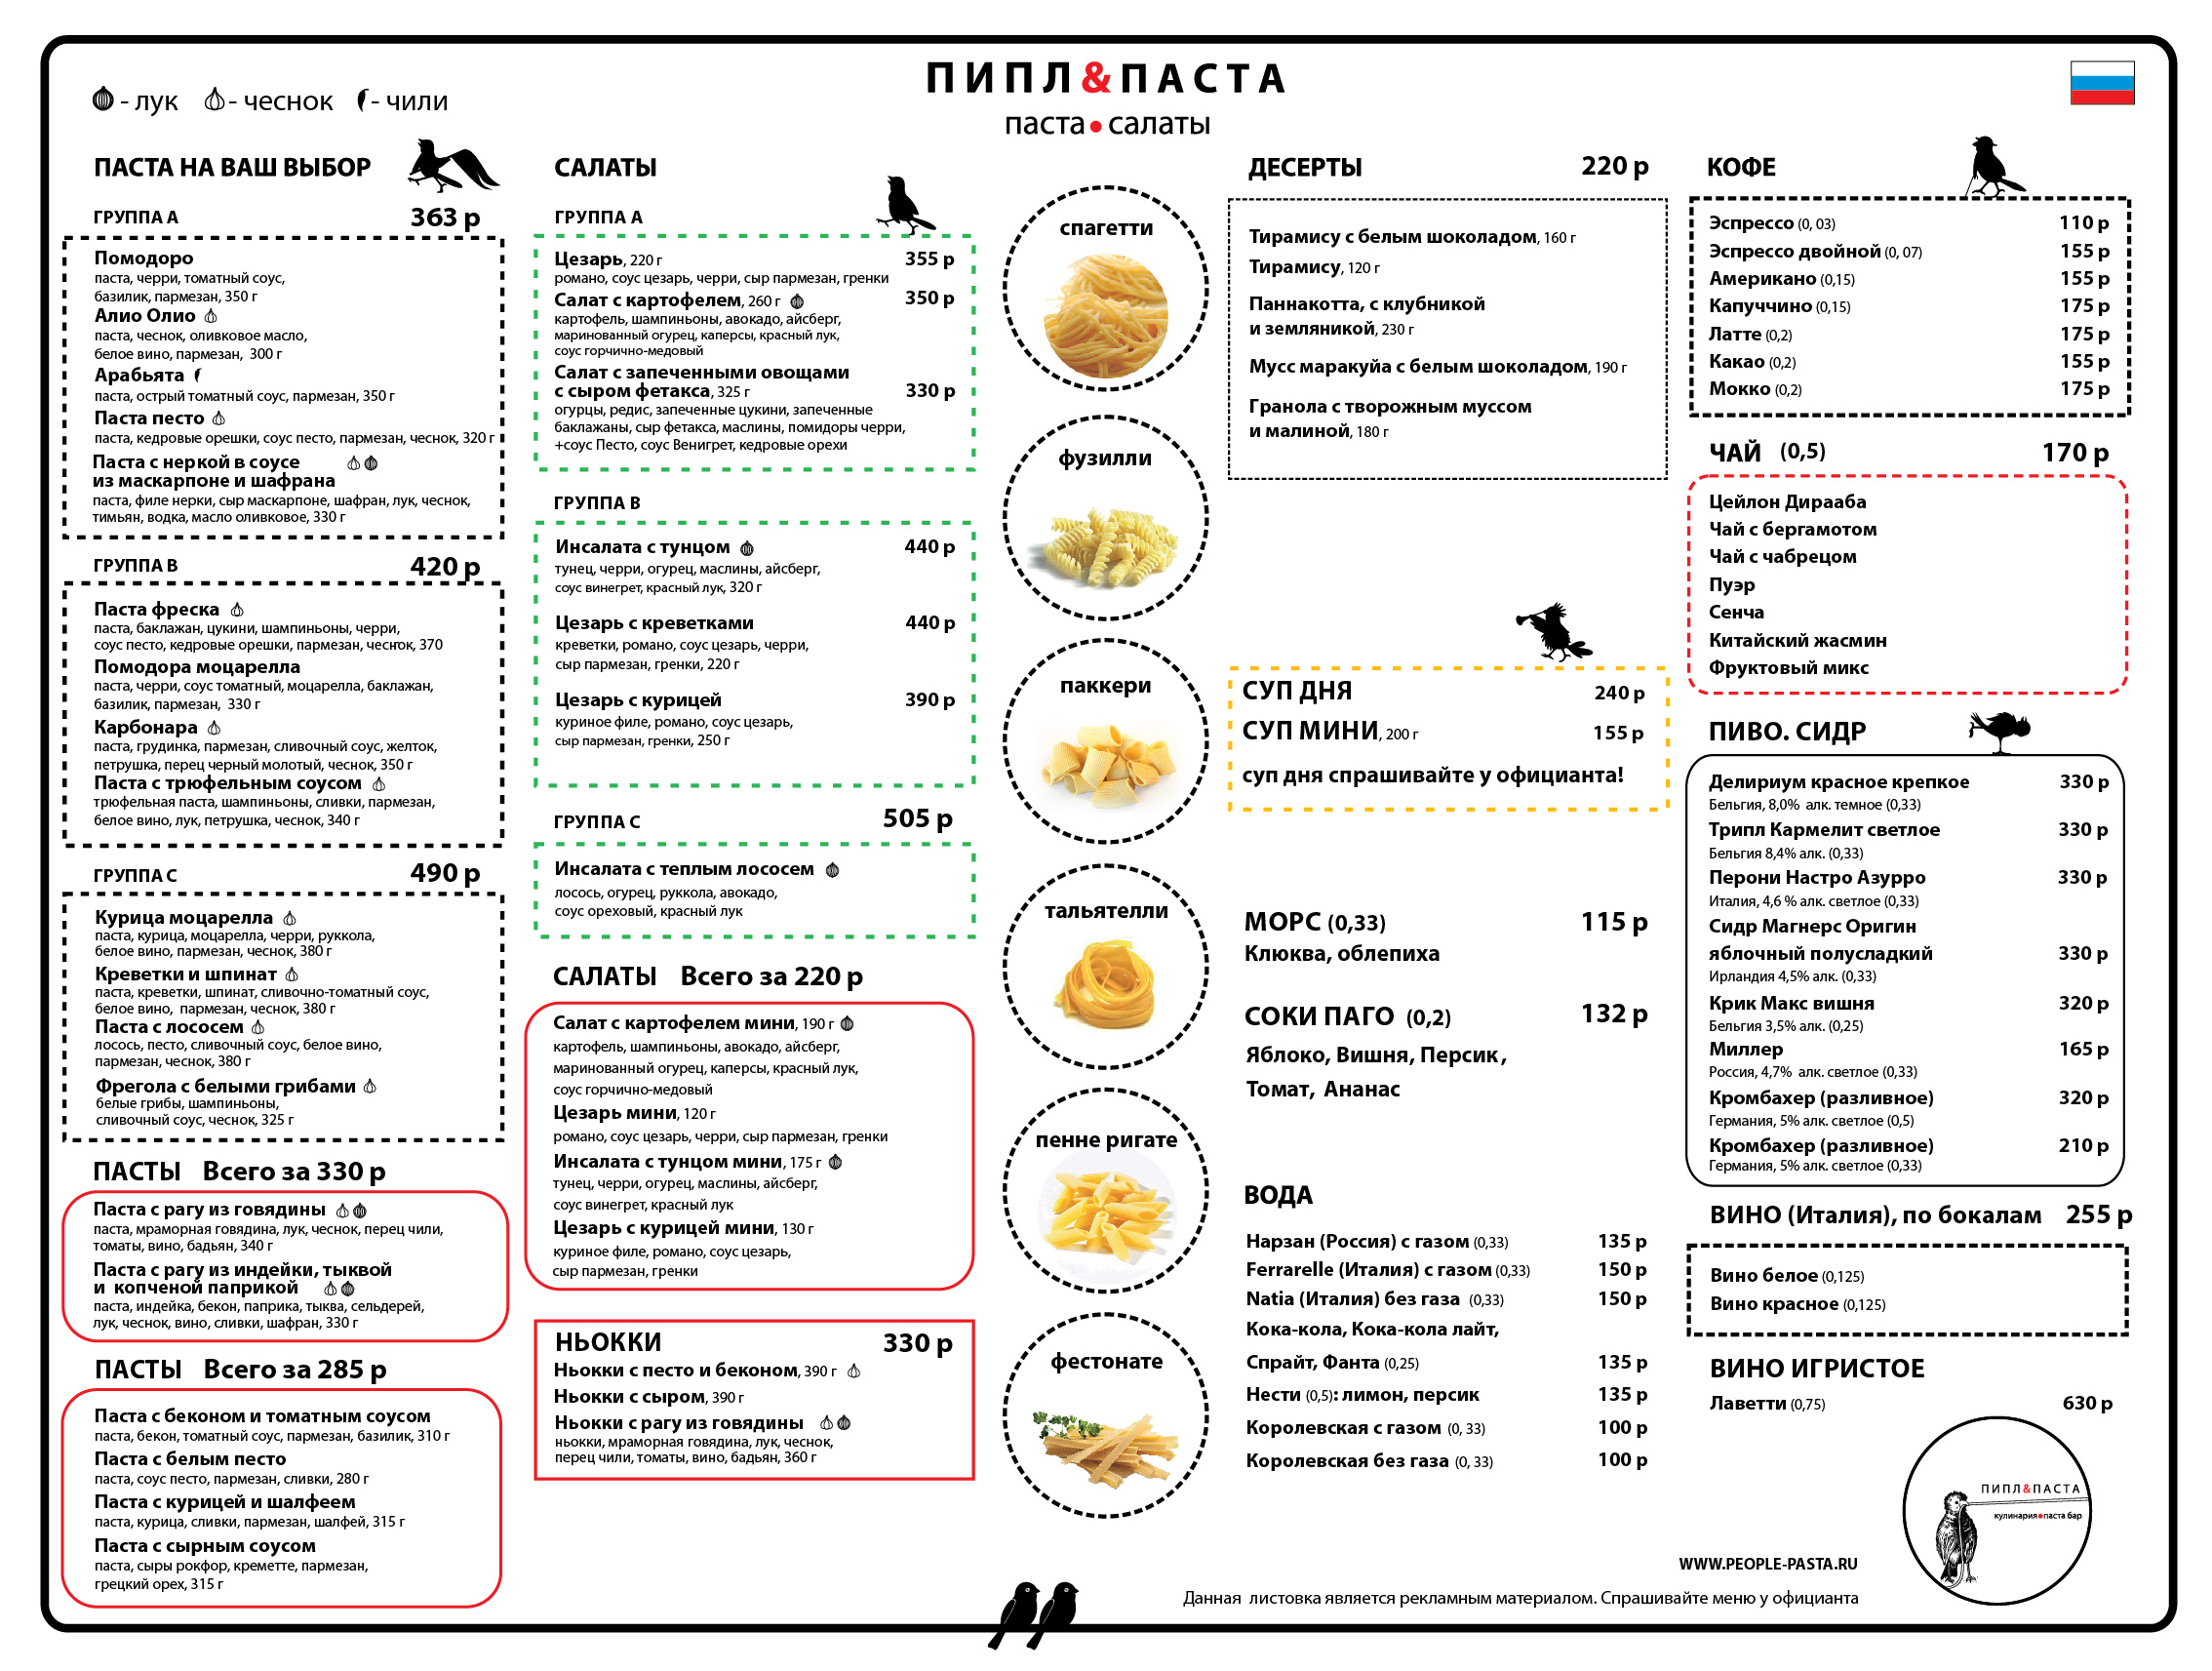 - лук - чеснок - чили
ПИПЛ&ПАСТА
паста•салаты
ПАСТА НА ВАШ ВЫБОР
ГРУППА А 363 р
Помодоро
паста, черри, томатный соус,
базилик, пармезан, 350 г
Алио Олио
паста, чеснок, оливковое масло,
белое вино, пармезан, 300 г
Арабьята
паста, острый томатный соус, пармезан, 350 г
Паста песто
паста, кедровые орешки, соус песто, пармезан, чеснок, 320 г
Паста с неркой в соусе
из маскарпоне и шафрана
паста, филе нерки, сыр маскарпоне, шафран, лук, чеснок,
тимьян, водка, масло оливковое, 330 г
ГРУППА В 420 р
Паста фреска
паста, баклажан, цукини, шампиньоны, черри,
соус песто, кедровые орешки, пармезан, чеснок, 370
Помодора моцарелла
паста, черри, соус томатный, моцарелла, баклажан,
базилик, пармезан, 330 г
Карбонара
паста, грудинка, пармезан, сливочный соус, желток,
петрушка, перец черный молотый, чеснок, 350 г
Паста с трюфельным соусом
трюфельная паста, шампиньоны, сливки, пармезан,
белое вино, лук, петрушка, чеснок, 340 г
ГРУППА С 490 р
Курица моцарелла
паста, курица, моцарелла, черри, руккола,
белое вино, пармезан, чеснок, 380 г
Креветки и шпинат
паста, креветки, шпинат, сливочно-томатный соус,
белое вино, пармезан, чеснок, 380 г
Паста с лососем
лосось, песто, сливочный соус, белое вино,
пармезан, чеснок, 380 г
Фрегола с белыми грибами
белые грибы, шампиньоны,
сливочный соус, чеснок, 325 г
ПАСТЫ Всего за 330 р
Паста с рагу из говядины
паста, мраморная говядина, лук, чеснок, перец чили,
томаты, вино, бадьян, 340 г
Паста с рагу из индейки, тыквой
и копченой паприкой
паста, индейка, бекон, паприка, тыква, сельдерей,
лук, чеснок, вино, сливки, шафран, 330 г
ПАСТЫ Всего за 285 р
Паста с беконом и томатным соусом
паста, бекон, томатный соус, пармезан, базилик, 310 г
Паста с белым песто
паста, соус песто, пармезан, сливки, 280 г
Паста с курицей и шалфеем
паста, курица, сливки, пармезан, шалфей, 315 г
Паста с сырным соусом
паста, сыры рокфор, креметте, пармезан,
грецкий орех, 315 г
САЛАТЫ
ГРУППА А
Цезарь, 220 г 355 р
романо, соус цезарь, черри, сыр пармезан, гренки
Салат с картофелем, 260 г 350 р
картофель, шампиньоны, авокадо, айсберг,
маринованный огурец, каперсы, красный лук,
соус горчично-медовый
Салат с запеченными овощами
с сыром фетакса, 325 г 330 р
огурцы, редис, запеченные цукини, запеченные
баклажаны, сыр фетакса, маслины, помидоры черри,
+соус Песто, соус Венигрет, кедровые орехи
ГРУППА В
Инсалата с тунцом 440 р
тунец, черри, огурец, маслины, айсберг,
соус винегрет, красный лук, 320 г
Цезарь с креветками 440 р
креветки, романо, соус цезарь, черри,
сыр пармезан, гренки, 220 г
Цезарь с курицей 390 р
куриное филе, романо, соус цезарь,
сыр пармезан, гренки, 250 г
ГРУППА С 505 р
Инсалата с теплым лососем
лосось, огурец, руккола, авокадо,
соус ореховый, красный лук
САЛАТЫ Всего за 220 р
Салат с картофелем мини, 190 г
картофель, шампиньоны, авокадо, айсберг,
маринованный огурец, каперсы, красный лук,
соус горчично-медовый
Цезарь мини, 120 г
романо, соус цезарь, черри, сыр пармезан, гренки
Инсалата с тунцом мини, 175 г
тунец, черри, огурец, маслины, айсберг,
соус винегрет, красный лук
Цезарь с курицей мини, 130 г
куриное филе, романо, соус цезарь,
сыр пармезан, гренки
НЬОККИ 330 р
Ньокки с песто и беконом, 390 г
Ньокки с сыром, 390 г
Ньокки с рагу из говядины
ньокки, мраморная говядина, лук, чеснок,
перец чили, томаты, вино, бадьян, 360 г
спагетти
фузилли
паккери
тальятелли
пенне ригате
фестонате
ДЕСЕРТЫ 220 р
Тирамису с белым шоколадом, 160 г
Тирамису, 120 г
Паннакотта, с клубникой
и земляникой, 230 г
Мусс маракуйа с белым шоколадом, 190 г
Гранола с творожным муссом
и малиной, 180 г
СУП ДНЯ 240 р
СУП МИНИ, 200 г 155 р
суп дня спрашивайте у официанта!
МОРС (0,33) 115 р
Клюква, облепиха
СОКИ ПАГО (0,2) 132 р
Яблоко, Вишня, Персик,
Томат, Ананас
ВОДА
Нарзан (Россия) с газом (0,33) 135 р
Ferrarelle (Италия) с газом (0,33) 150 р
Natia (Италия) без газа (0,33) 150 р
Кока-кола, Кока-кола лайт,
Спрайт, Фанта (0,25) 135 р
Нести (0,5): лимон, персик 135 р
Королевская с газом (0, 33) 100 р
Королевская без газа (0, 33) 100 р
КОФЕ
Эспрессо (0, 03) 110 р
Эспрессо двойной (0, 07) 155 р
Американо (0,15) 155 р
Капуччино (0,15) 175 р
Латте (0,2) 175 р
Какао (0,2) 155 р
Мокко (0,2) 175 р
ЧАЙ (0,5) 170 р
Цейлон Дирааба
Чай с бергамотом
Чай с чабрецом
Пуэр
Сенча
Китайский жасмин
Фруктовый микс
ПИВО. СИДР
Делириум красное крепкое 330 р
Бельгия, 8,0% алк. темное (0,33)
Трипл Кармелит светлое 330 р
Бельгия 8,4% алк. (0,33)
Перони Настро Азурро 330 р
Италия, 4,6 % алк. светлое (0,33)
Сидр Магнерс Оригин
яблочный полусладкий 330 р
Ирландия 4,5% алк. (0,33)
Крик Макс вишня 320 р
Бельгия 3,5% алк. (0,25)
Миллер 165 р
Россия, 4,7% алк. светлое (0,33)
Кромбахер (разливное) 320 р
Германия, 5% алк. светлое (0,5)
Кромбахер (разливное) 210 р
Германия, 5% алк. светлое (0,33)
ВИНО (Италия), по бокалам 255 р
Вино белое (0,125)
Вино красное (0,125)
ВИНО ИГРИСТОЕ
Лаветти (0,75) 630 р
ПИПЛ&ПАСТА
кулинария•паста бар
WWW.PEOPLE-PASTA.RU
Данная листовка является рекламным материалом. Спрашивайте меню у официанта